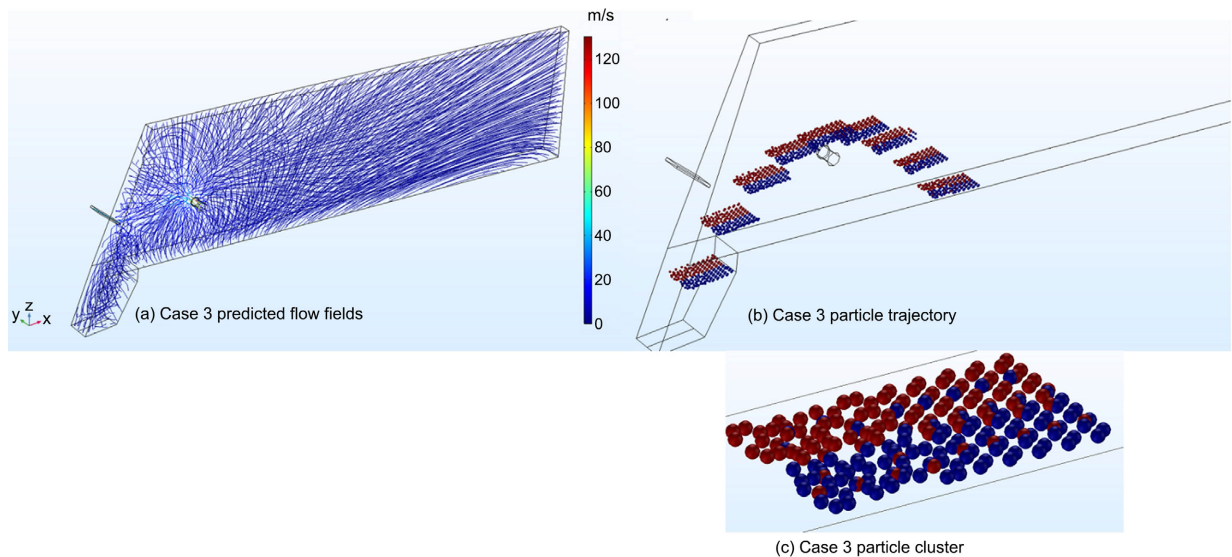 m/s
120
100
80
60
40
20
0
z
y x
(a) Case 3 predicted flow fields
(b) Case 3 particle trajectory
(c) Case 3 particle cluster